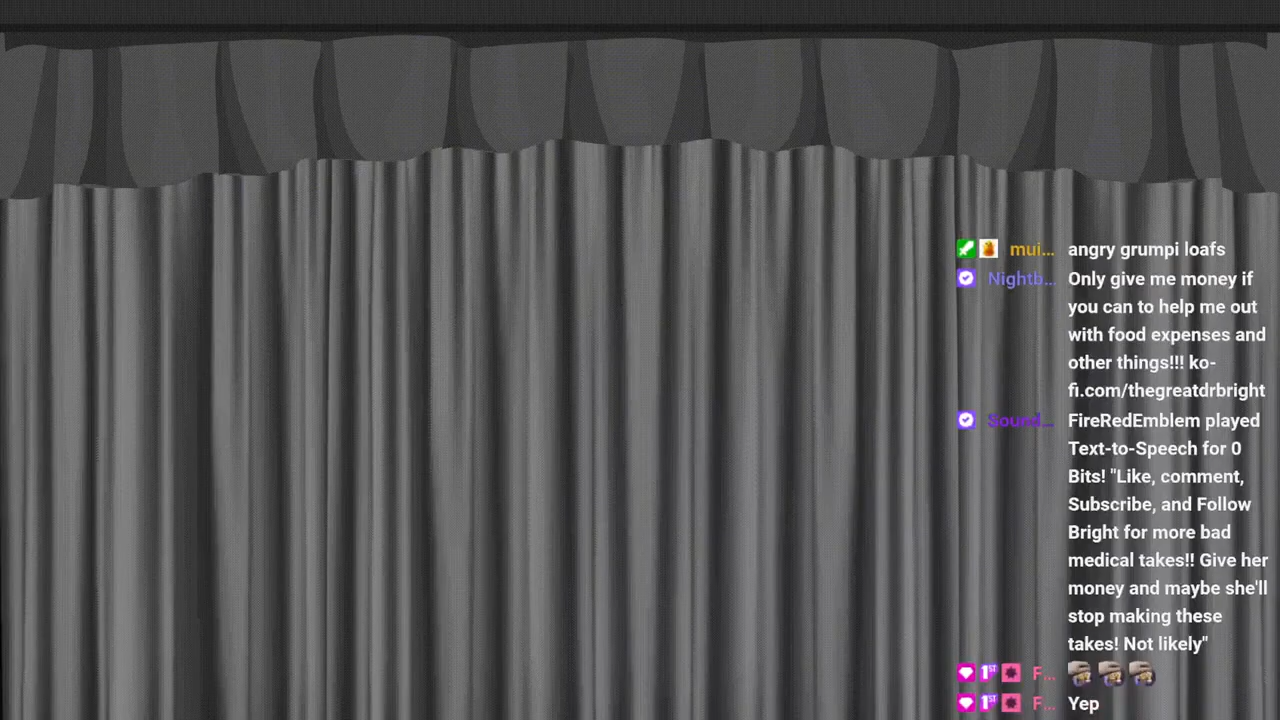 mui... angry grumpi loafs
Nightb... Only give me money if
you can to help me out
with food expenses and
other things!!! ko-
fi.com/thegreatdrbright
Sound... FireRedEmblem played
Text-to-Speech for 0
Bits! "Like, comment,
Subscribe, and Follow
Bright for more bad
medical takes!! Give her
money and maybe she'll
stop making these
takes! Not likely"
1ST F...
1ST F... Yep